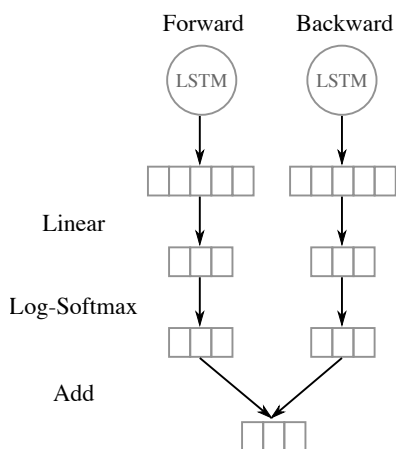 Forward Backward
LSTM LSTM
Linear
Log-Softmax
Add